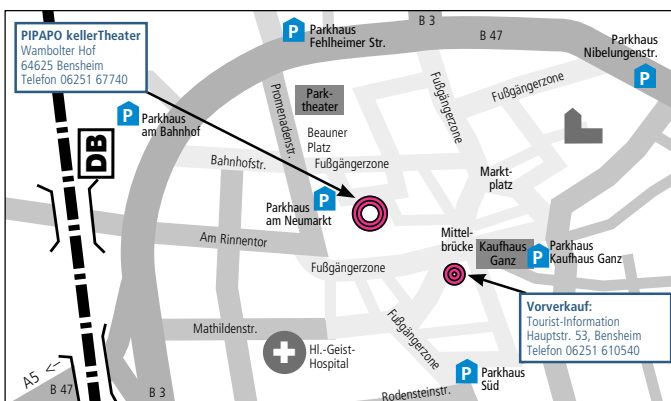 PIPAPO kellerTheater
Wambolter Hof
64625 Bensheim
Telefon 06251 67740
P
Parkhaus
Fehlheimer Str.
B 3
B 47
Parkhaus
Nibelungenstr.
P
P
Parkhaus
am Bahnhof
DB
Park-
theater
Promenadenstr.
Beauner
Platz
Fußgängerzone
Fußgängerzone
Bahnhofstr.
Fußgängerzone
Markt-
platz
P
Parkhaus
am Neumarkt
Am Rinnentor
Mittel-
brücke
Kaufhaus
Ganz
P
Parkhaus
Kaufhaus Ganz
Fußgängerzone
Mathildenstr.
Hl.-Geist-
Hospital
Fußgängerzone
Vorverkauf:
Tourist-Information
Hauptstr. 53, Bensheim
Telefon 06251 610540
A5 <-
B 47
B 3
P
Parkhaus
Süd
Rodensteinstr.